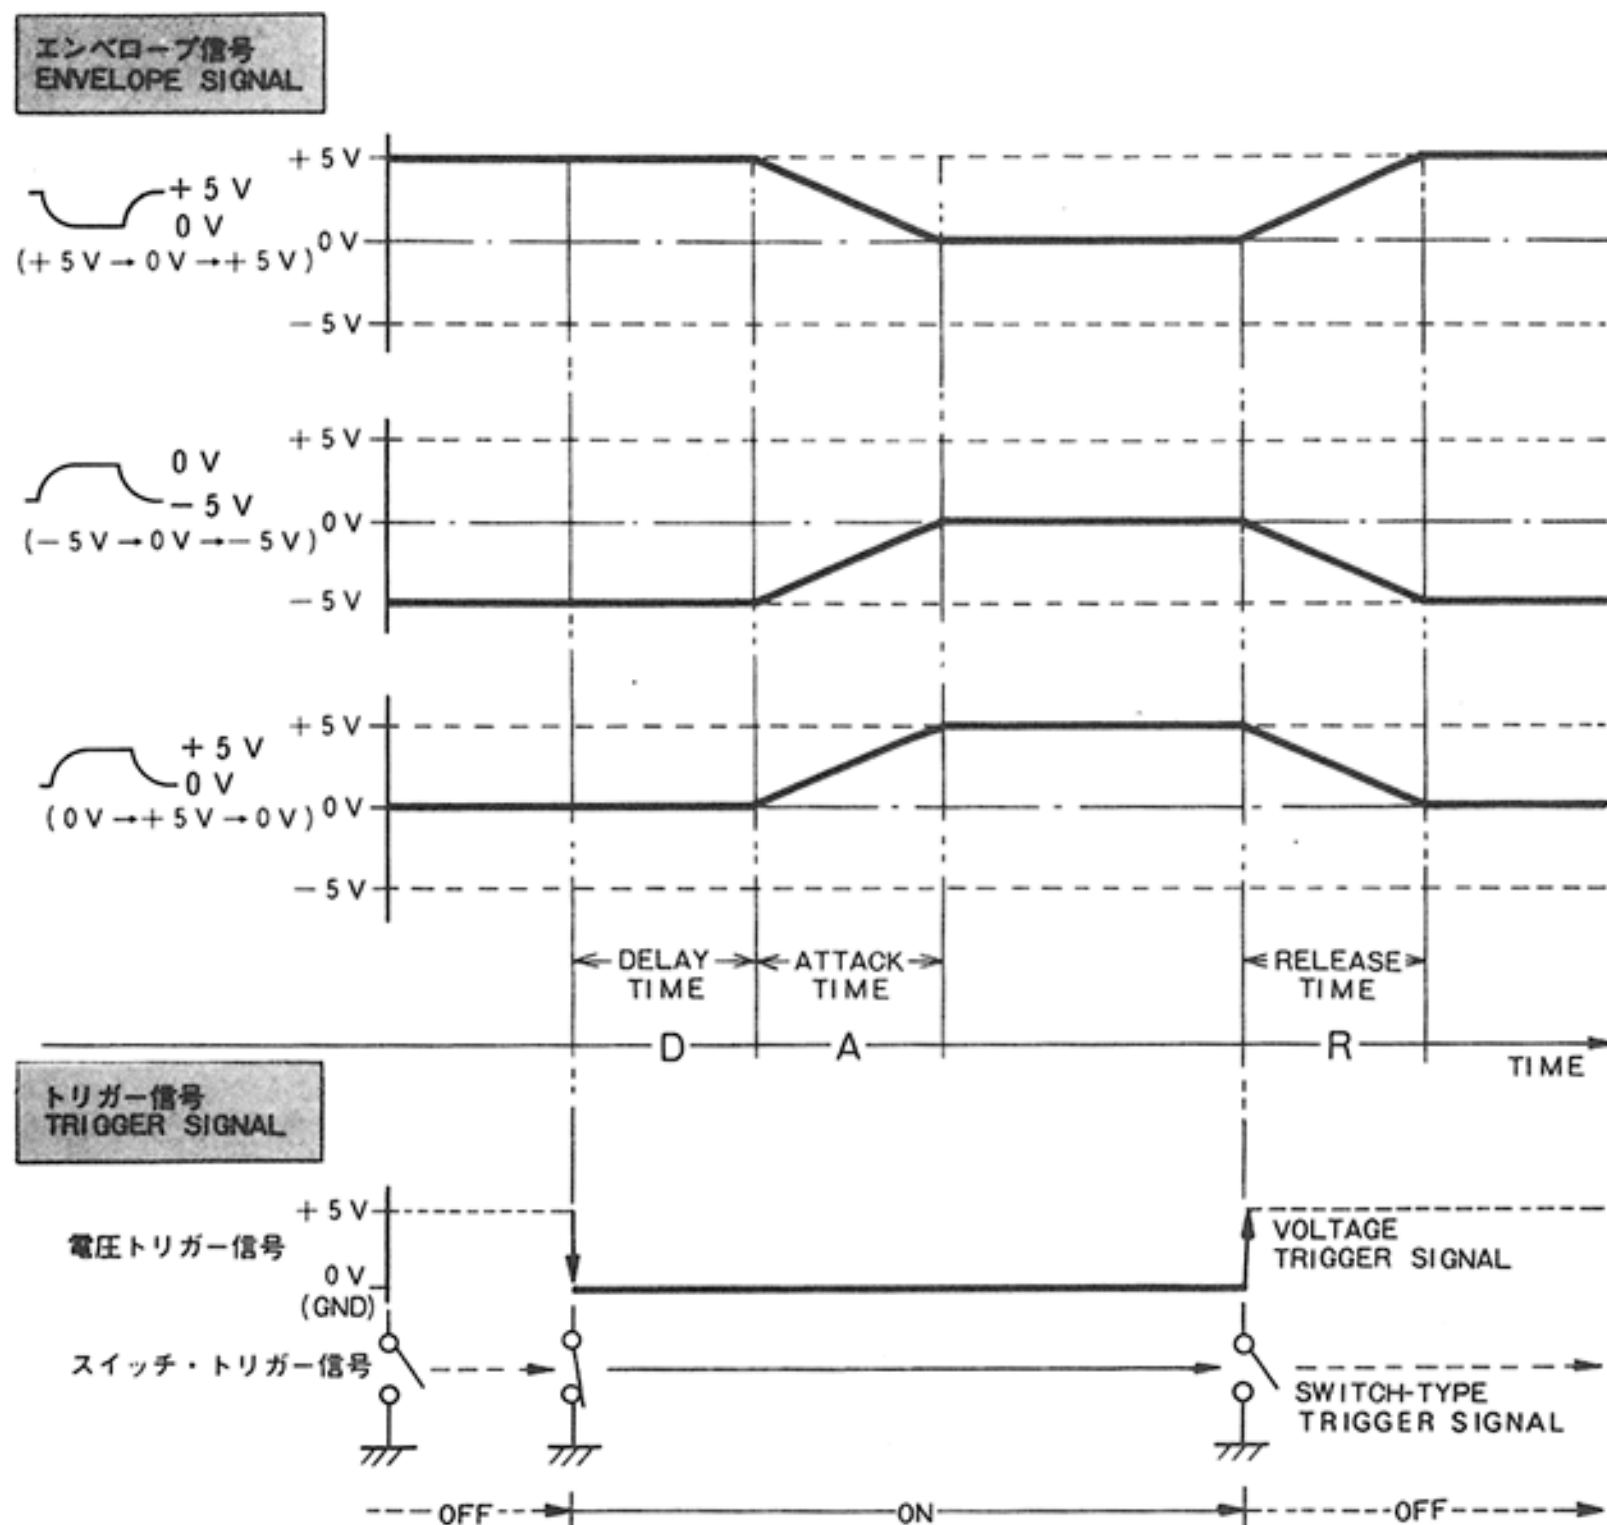 エンベロープ信号
ENVELOPE SIGNAL
+5V
+5V
0V
0V
(+5V→0V→+5V)
−5V
+5V
0V
−5V
0V
(−5V→0V→−5V)
−5V
+5V
+5V
0V
0V
(0V→+5V→0V)
−5V
DELAY TIME
ATTACK TIME
RELEASE TIME
D
A
R
TIME
トリガー信号
TRIGGER SIGNAL
+5V
電圧トリガー信号
0V
(GND)
VOLTAGE
TRIGGER SIGNAL
スイッチ・トリガー信号
SWITCH-TYPE
TRIGGER SIGNAL
OFF
ON
OFF